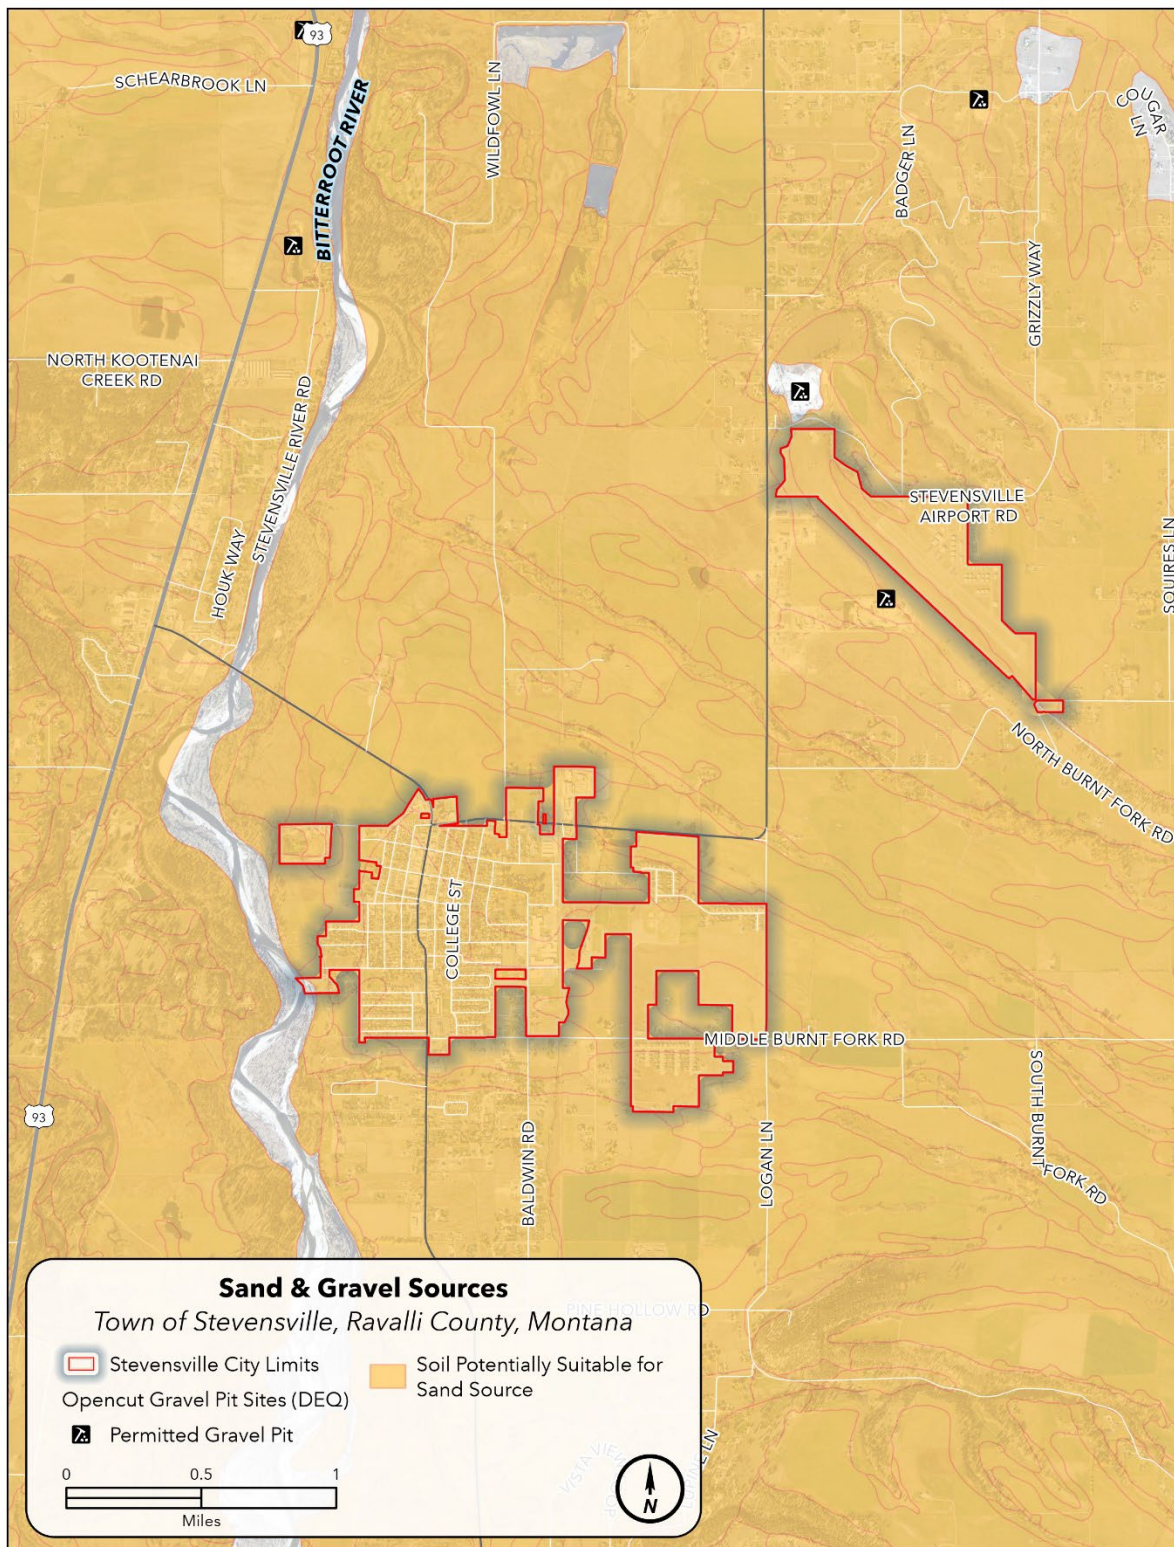 93
SCHEARBROOK LN
BITTERROOT RIVER
WILDFOWL LN
BADGER LN
COUGAR
LN
GRIZZLY WAY
NORTH KOOTENAI
CREEK RD
STEVENSVILLE RIVER RD
HOUK WAY
STEVENSVILLE
AIRPORT RD
SQUIRES LN
NORTH BURNT FORK RD
COLLEGE ST
MIDDLE BURNT FORK RD
SOUTH BURNT
FORK RD
93
BALDWIN RD
LOGAN LN
PINE HOLLOW RD
Sand & Gravel Sources
Town of Stevensville, Ravalli County, Montana
Stevensville City Limits
Soil Potentially Suitable for
Sand Source
Opencut Gravel Pit Sites (DEQ)
Permitted Gravel Pit
0 0.5 1
Miles
N